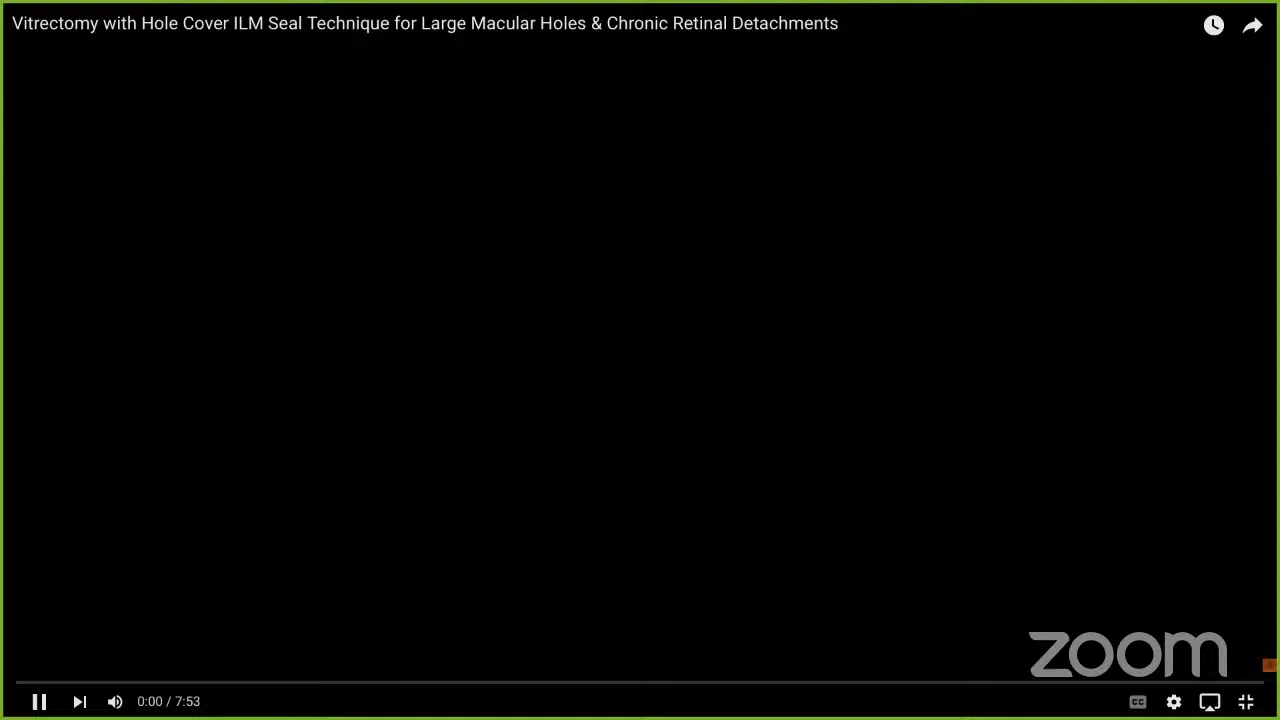 Vitrectomy with Hole Cover ILM Seal Technique for Large Macular Holes & Chronic Retinal Detachments
zoom
0:00 / 7:53
CC